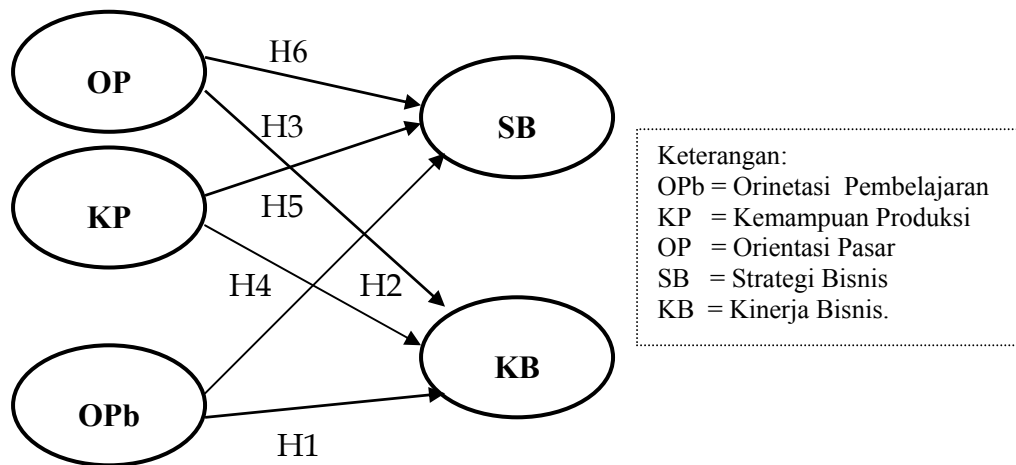 OP
H6
SB
H3
KP
H5
H4
H2
KB
OPb
H1
Keterangan:
OPb = Orinetasi Pembelajaran
KP = Kemampuan Produksi
OP = Orientasi Pasar
SB = Strategi Bisnis
KB = Kinerja Bisnis.